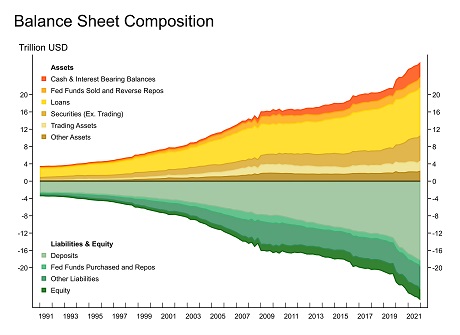 Balance Sheet Composition
Trillion USD
Assets
Cash & Interest Bearing Balances
Fed Funds Sold and Reverse Repos
Loans
Securities (Ex. Trading)
Trading Assets
Other Assets
20 20
16 16
12 12
8 8
4 4
0 0
-4 -4
-8 -8
-12 -12
-16 -16
-20 -20
Liabilities & Equity
Deposits
Fed Funds Purchased and Repos
Other Liabilities
Equity
1991 1993 1995 1997 1999 2001 2003 2005 2007 2009 2011 2013 2015 2017 2019 2021